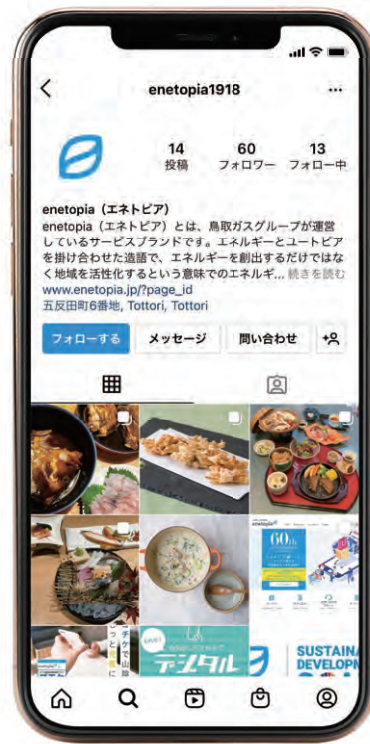 enetopia1918
14 60 13
投稿 フォロワー フォロー中
enetopia（エネトピア）
enetopia（エネトピア）とは、鳥取ガスグループが運営
しているサービスブランドです。エネルギーとユートピア
を掛け合わせた造語で、エネルギーを創出するだけではな
く地域を活性化するという意味でのエネルギ... 続きを読む
www.enetopia.jp/?page_id
五反田町6番地, Tottori, Tottori
フォローする メッセージ 問い合わせ
enetopia
60th
デジタル
SUSTAINA
DEVELOPM